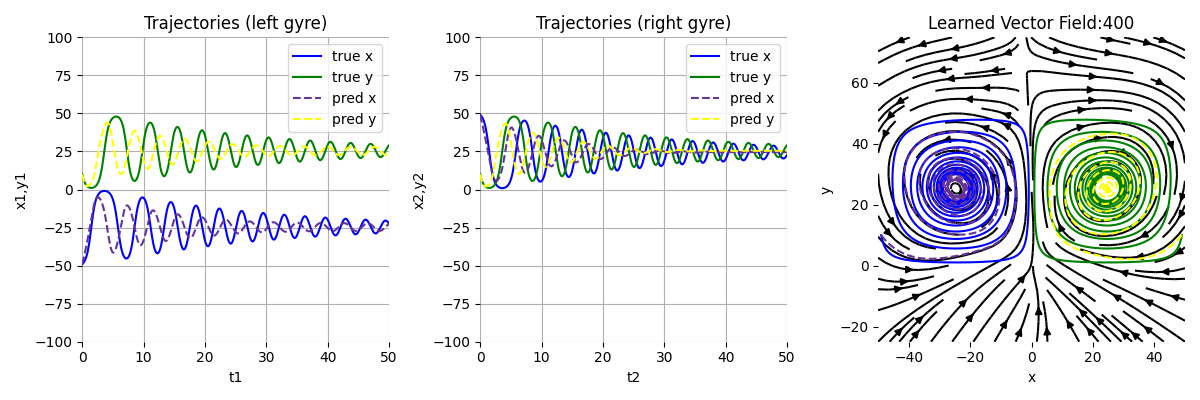 Trajectories (left gyre)
100
75
50
25
0
−25
−50
−75
−100
0 10 20 30 40 50
t1
x1,y1
true x
true y
pred x
pred y
Trajectories (right gyre)
100
75
50
25
0
−25
−50
−75
−100
0 10 20 30 40 50
t2
x2,y2
true x
true y
pred x
pred y
Learned Vector Field:400
60
40
20
0
−20
−40 −20 0 20 40
x
y